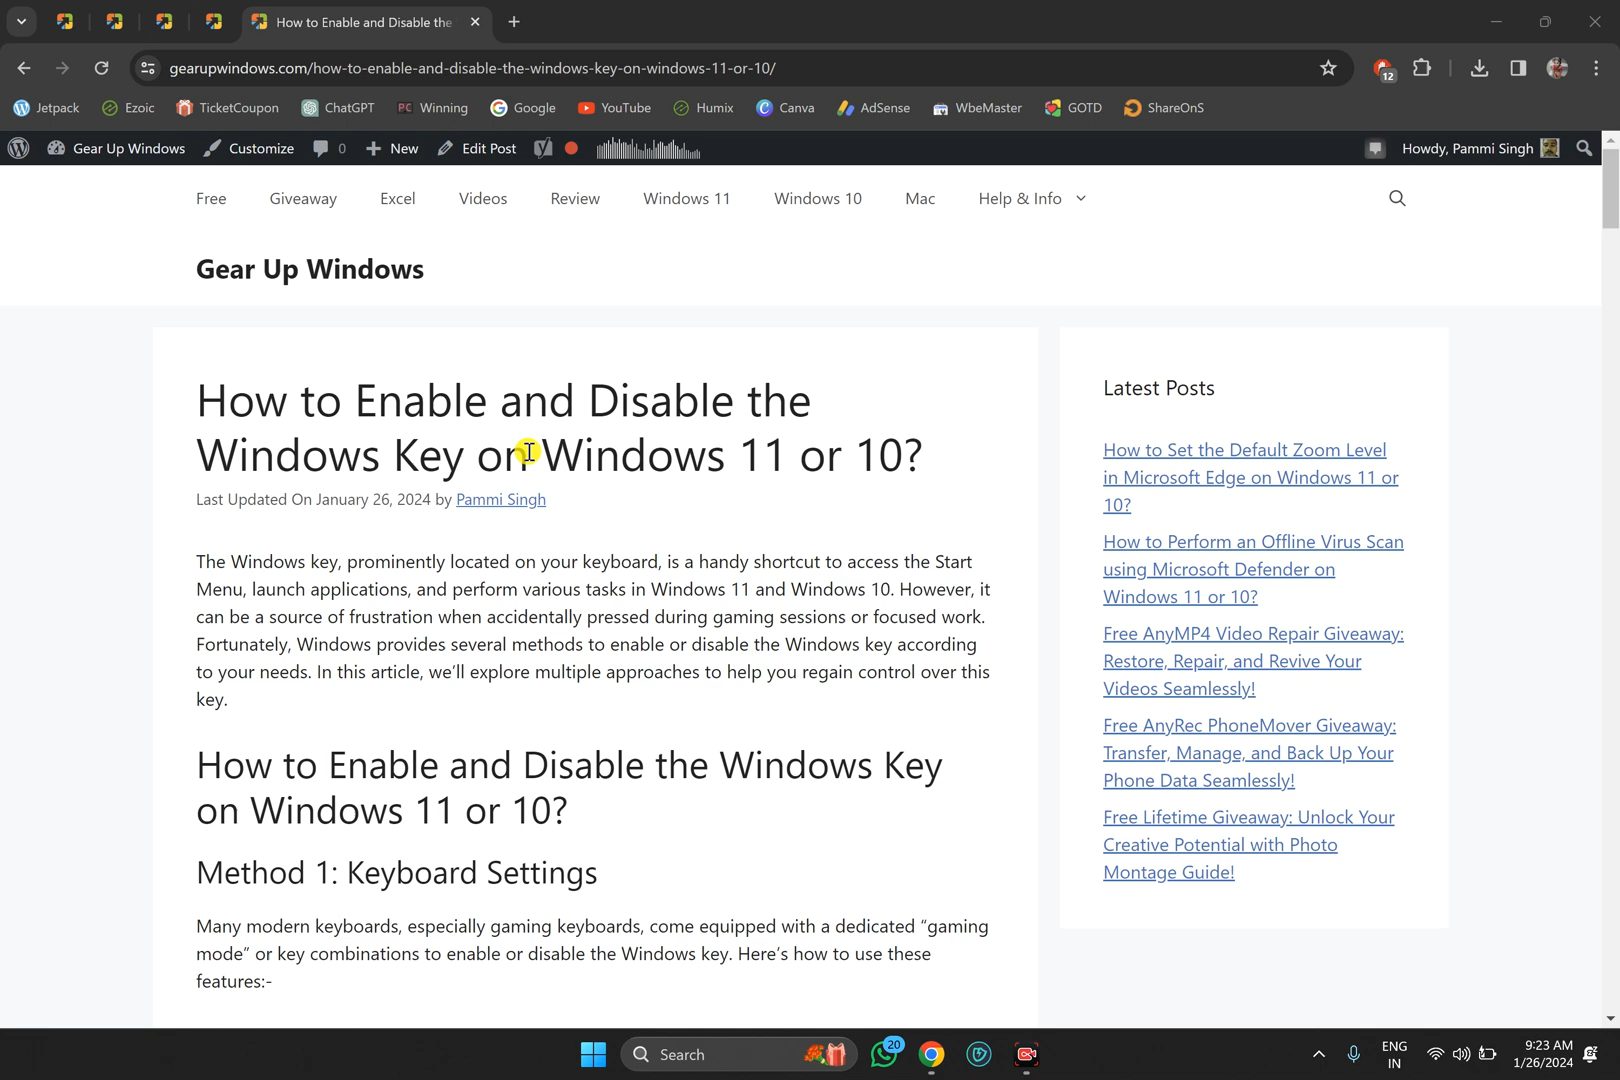 How to Enable and Disable the
gearupwindows.com/how-to-enable-and-disable-the-windows-key-on-windows-11-or-10/
12
Jetpack Ezoic TicketCoupon ChatGPT PC Winning Google YouTube Humix Canva AdSense WbeMaster GOTD ShareOnS
Gear Up Windows Customize 0 New Edit Post Howdy, Pammi Singh
Free Giveaway Excel Videos Review Windows 11 Windows 10 Mac Help & Info
Gear Up Windows
How to Enable and Disable the
Windows Key on Windows 11 or 10?
Last Updated On January 26, 2024 by Pammi Singh
The Windows key, prominently located on your keyboard, is a handy shortcut to access the Start
Menu, launch applications, and perform various tasks in Windows 11 and Windows 10. However, it
can be a source of frustration when accidentally pressed during gaming sessions or focused work.
Fortunately, Windows provides several methods to enable or disable the Windows key according
to your needs. In this article, we’ll explore multiple approaches to help you regain control over this
key.
How to Enable and Disable the Windows Key
on Windows 11 or 10?
Method 1: Keyboard Settings
Many modern keyboards, especially gaming keyboards, come equipped with a dedicated “gaming
mode” or key combinations to enable or disable the Windows key. Here’s how to use these
features:-
Latest Posts
How to Set the Default Zoom Level
in Microsoft Edge on Windows 11 or
10?
How to Perform an Offline Virus Scan
using Microsoft Defender on
Windows 11 or 10?
Free AnyMP4 Video Repair Giveaway:
Restore, Repair, and Revive Your
Videos Seamlessly!
Free AnyRec PhoneMover Giveaway:
Transfer, Manage, and Back Up Your
Phone Data Seamlessly!
Free Lifetime Giveaway: Unlock Your
Creative Potential with Photo
Montage Guide!
Search
20
ENG
IN
9:23 AM
1/26/2024